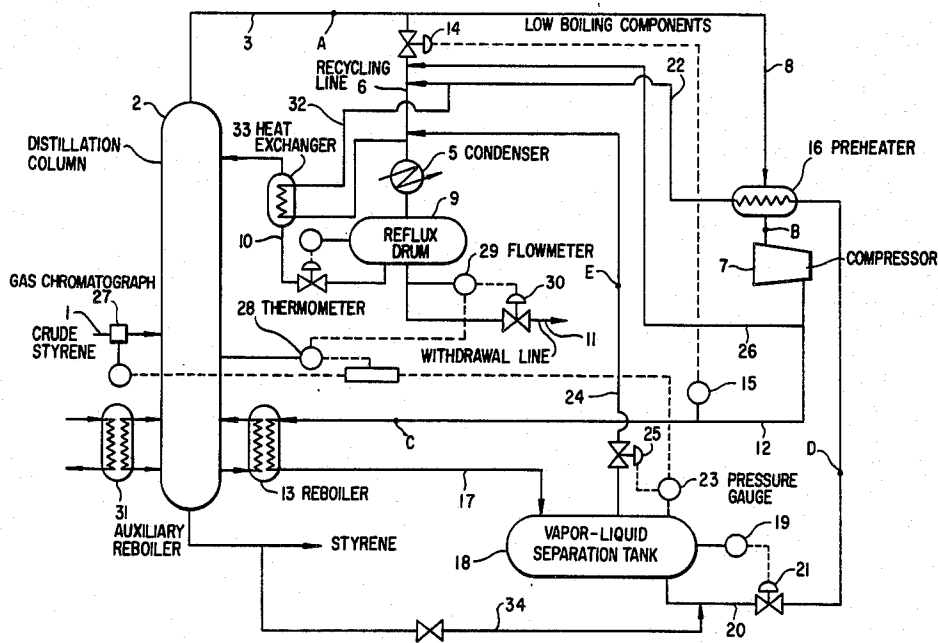 3
A
14
LOW BOILING COMPONENTS
RECYCLING
LINE
6
22
8
2
32
33 HEAT
EXCHANGER
5 CONDENSER
16 PREHEATER
DISTILLATION
COLUMN
9
B
10
REFLUX
DRUM
29 FLOWMETER
7
COMPRESSOR
GAS CHROMATOGRAPH
27
1
CRUDE
STYRENE
28 THERMOMETER
E
30
WITHDRAWAL LINE
11
26
24
15
C
12
D
25
13 REBOILER
17
23 PRESSURE
GAUGE
31
AUXILIARY
REBOILER
STYRENE
18
VAPOR-LIQUID
SEPARATION TANK
19
21
34
20